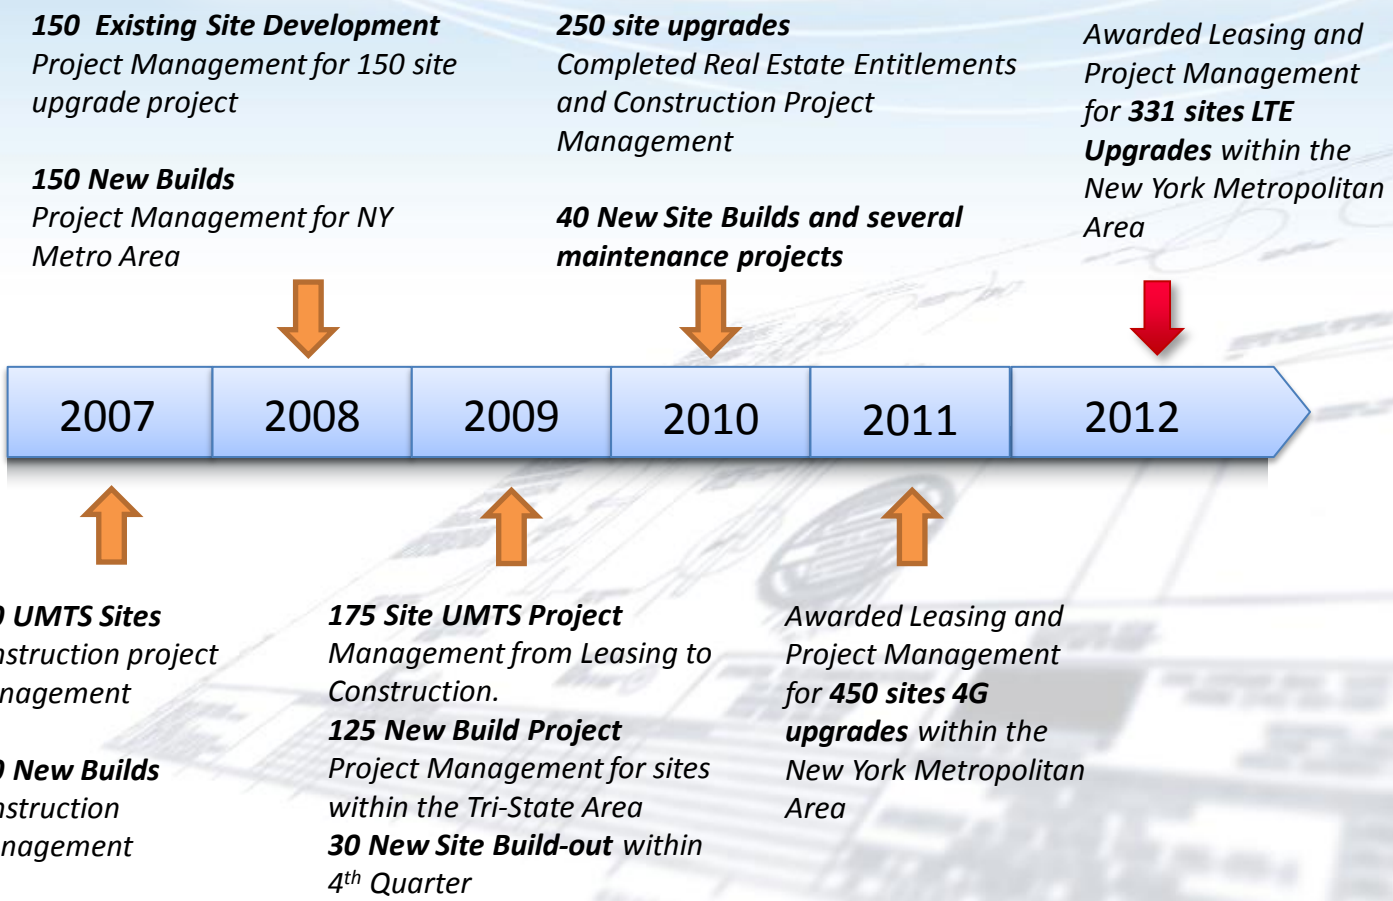 150 Existing Site Development
Project Management for 150 site
upgrade project
150 New Builds
Project Management for NY
Metro Area
250 site upgrades
Completed Real Estate Entitlements
and Construction Project
Management
40 New Site Builds and several
maintenance projects
Awarded Leasing and
Project Management
for 331 sites LTE
Upgrades within the
New York Metropolitan
Area
2007
2008
2009
2010
2011
2012
UMTS Sites
project
New Builds
175 Site UMTS Project
Management from Leasing to
Construction.
125 New Build Project
Project Management for sites
within the Tri-State Area
30 New Site Build-out within
4th Quarter
Awarded Leasing and
Project Management
for 450 sites 4G
upgrades within the
New York Metropolitan
Area